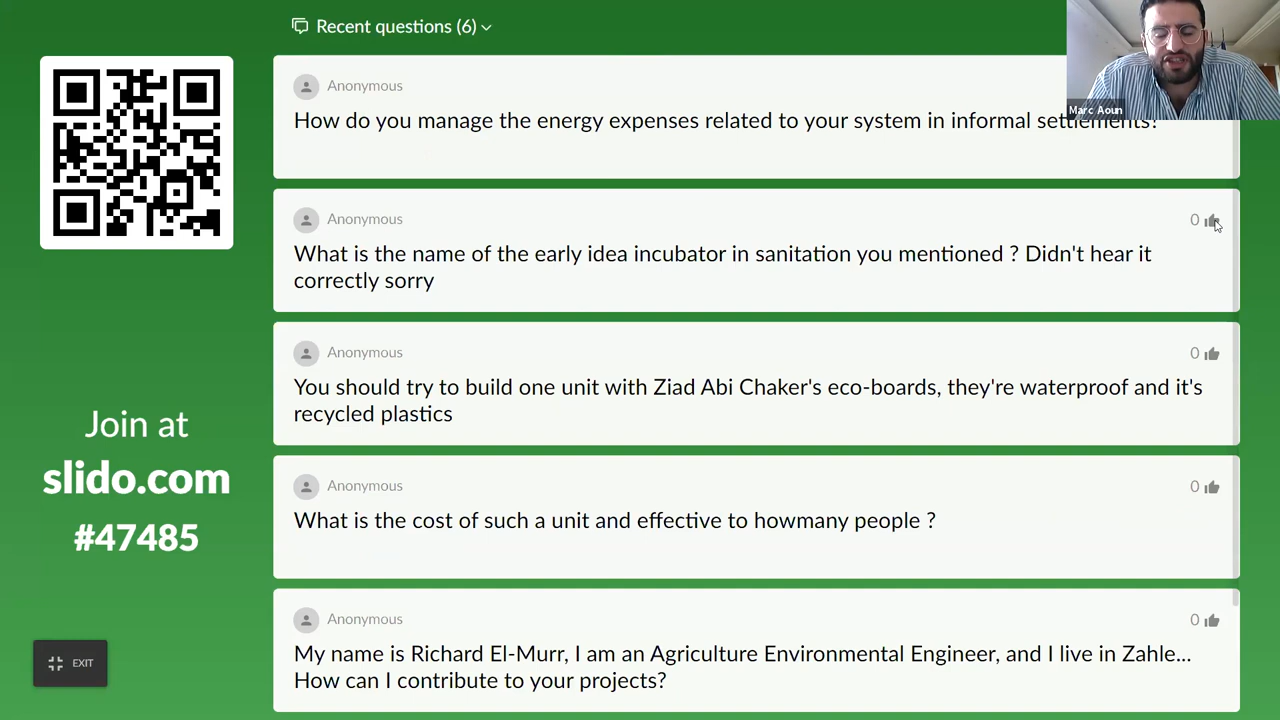 Recent questions (6)
Marc Aoun
Anonymous
How do you manage the energy expenses related to your system in informal settlements?
Anonymous
0
What is the name of the early idea incubator in sanitation you mentioned ? Didn't hear it
correctly sorry
Anonymous
0
You should try to build one unit with Ziad Abi Chaker's eco-boards, they're waterproof and it's
recycled plastics
Anonymous
0
What is the cost of such a unit and effective to howmany people ?
Anonymous
0
My name is Richard El-Murr, I am an Agriculture Environmental Engineer, and I live in Zahle...
How can I contribute to your projects?
Join at
slido.com
#47485
EXIT